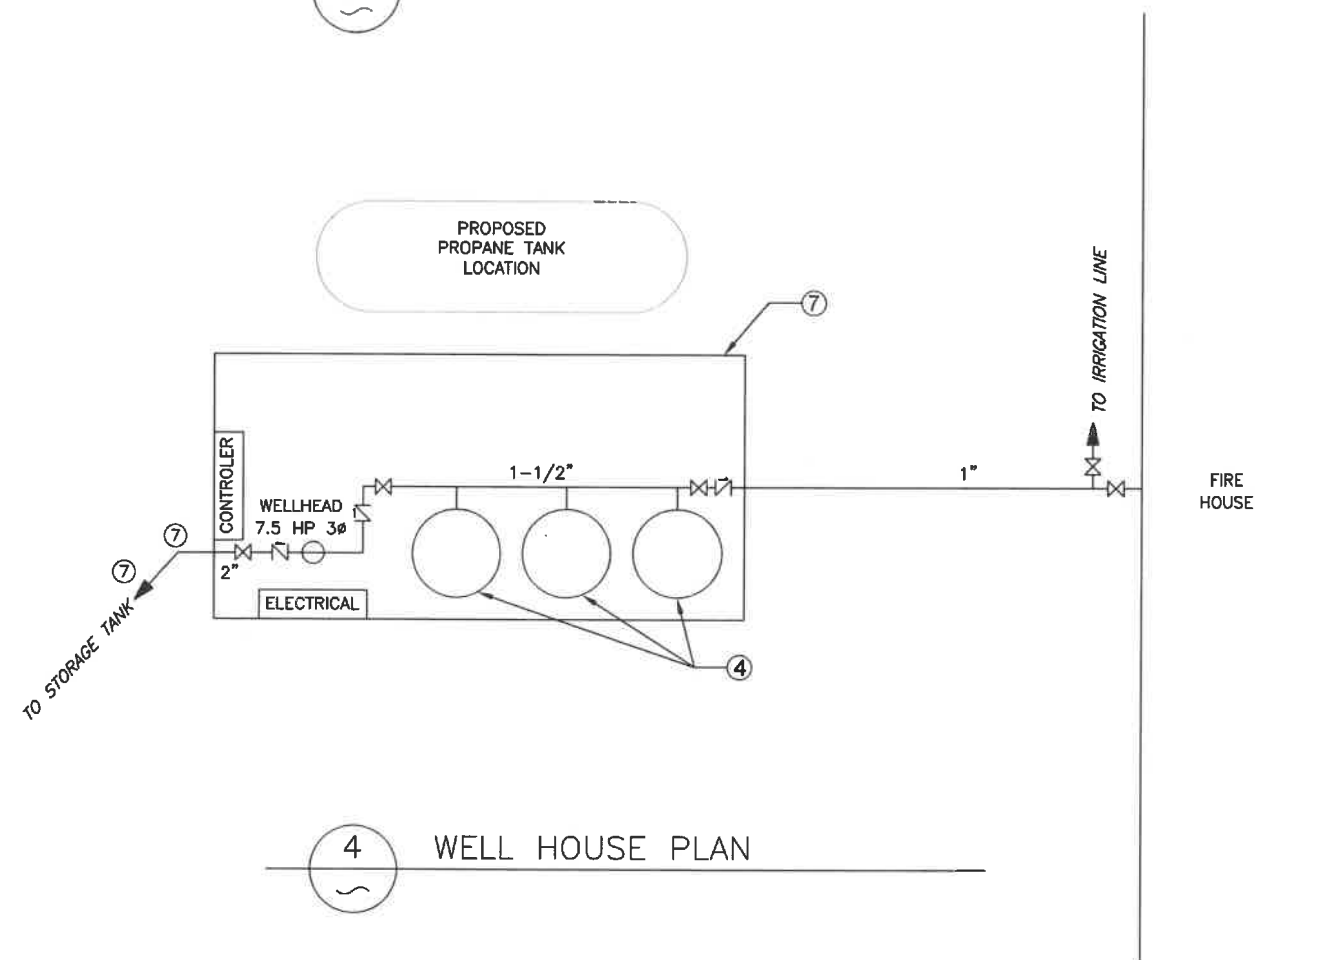 PROPOSED
PROPANE TANK
LOCATION
7
TO IRRIGATION LINE
CONTROLER
1-1/2"
1"
FIRE
HOUSE
WELLHEAD
7.5 HP 3ø
7
7
2"
ELECTRICAL
TO STORAGE TANK
4
4
WELL HOUSE PLAN